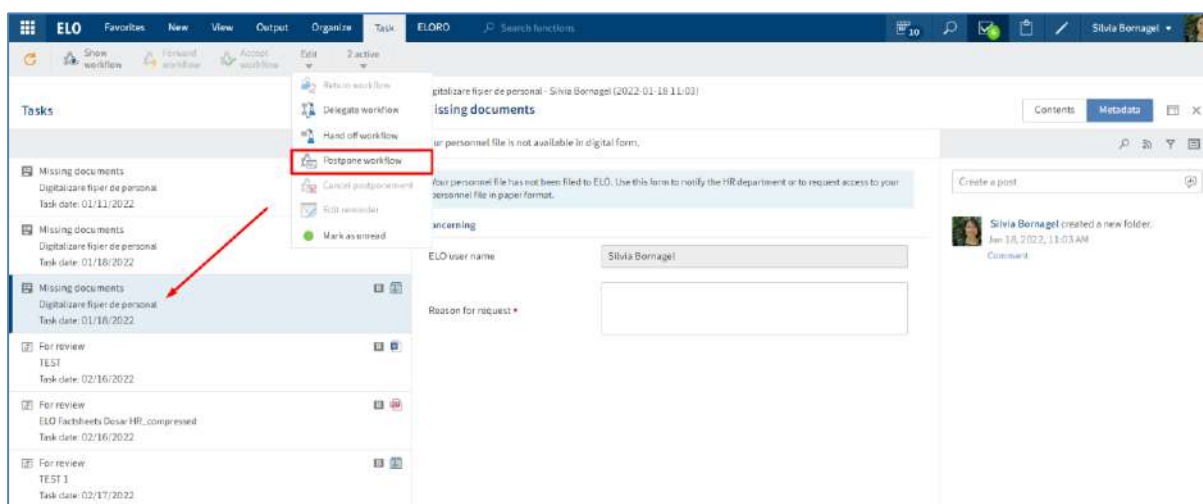 ELO Favorites New View Output Organize Task ELORO Search functions 10 Silvia Bornagel
Show workflow Forward workflow Accept workflow Edit 2 active
Return workflow
Delegate workflow
Hand off workflow
Postpone workflow
Cancel postponement
Edit reminder
Mark as unread
Tasks
Missing documents
Digitalizare fișier de personal
Task date: 01/11/2022
Missing documents
Digitalizare fișier de personal
Task date: 01/18/2022
Missing documents
Digitalizare fișier de personal
Task date: 01/18/2022
For review
TEST
Task date: 02/16/2022
For review
ELO Factsheets Dosar HR_compressed
Task date: 02/16/2022
For review
TEST 1
Task date: 02/17/2022
gitalizare fișier de personal - Silvia Bornagel (2022-01-18 11:03)
issing documents
Contents Metadata
ur personnel file is not available in digital form.
Your personnel file has not been filed to ELO. Use this form to notify the HR department or to request access to your
personnel file in paper format.
oncerning
ELO user name Silvia Bornagel
Reason for request
Create a post
Silvia Bornagel created a new folder.
Jan 18, 2022, 11:03 AM
Comment